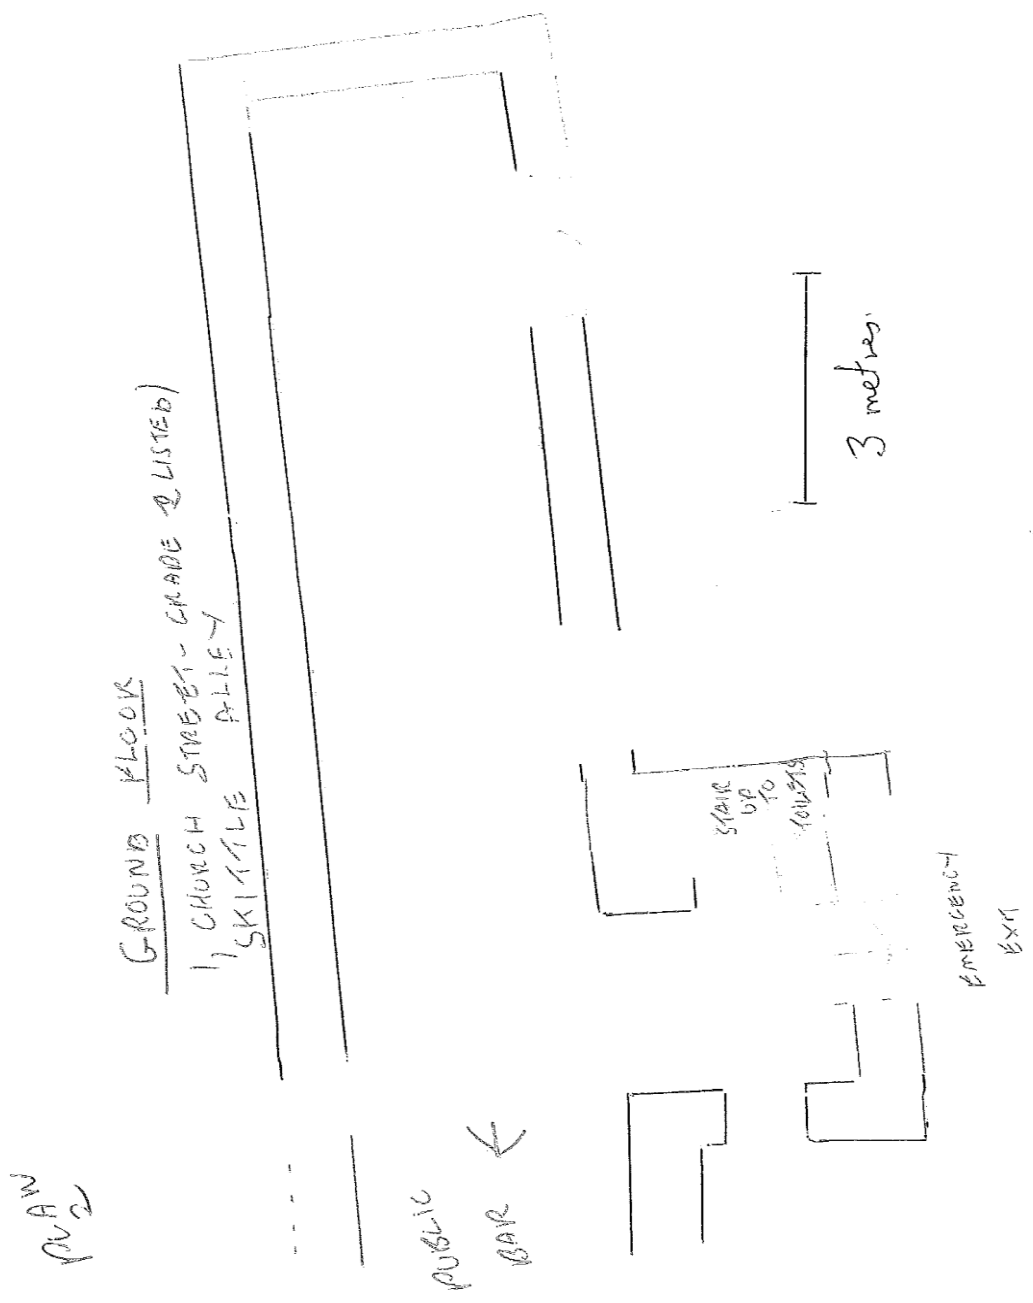 PLAN
2
GROUND FLOOR
1, CHURCH STREET - GRADE 2 LISTED)
SKITTLE ALLEY
PUBLIC
BAR
STAIR
UP
TO
TOILETS
3 metres.
EMERGENCY
EXIT